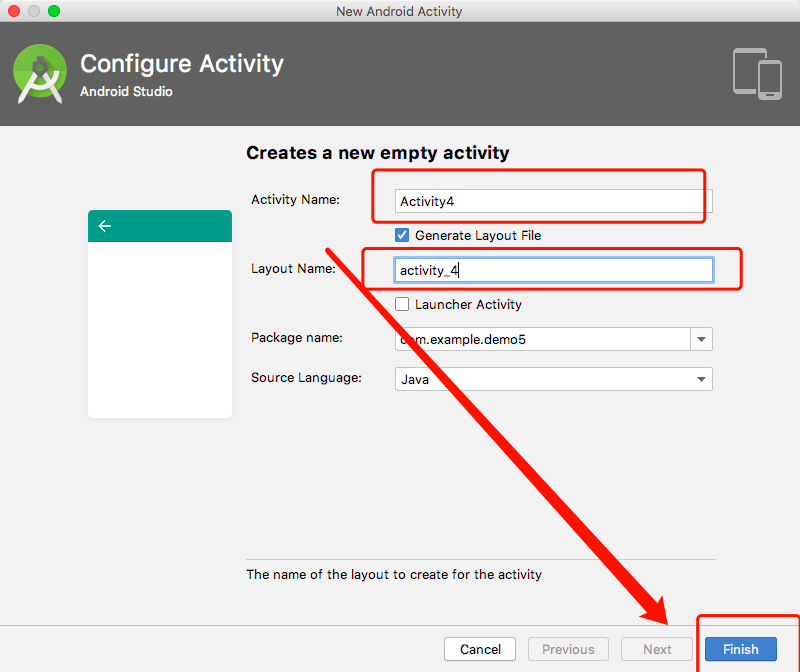 New Android Activity
Configure Activity
Android Studio
Creates a new empty activity
Activity Name:
Activity4
Generate Layout File
Layout Name:
activity_4
Launcher Activity
Package name:
com.example.demo5
Source Language:
Java
The name of the layout to create for the activity
Cancel
Previous
Next
Finish